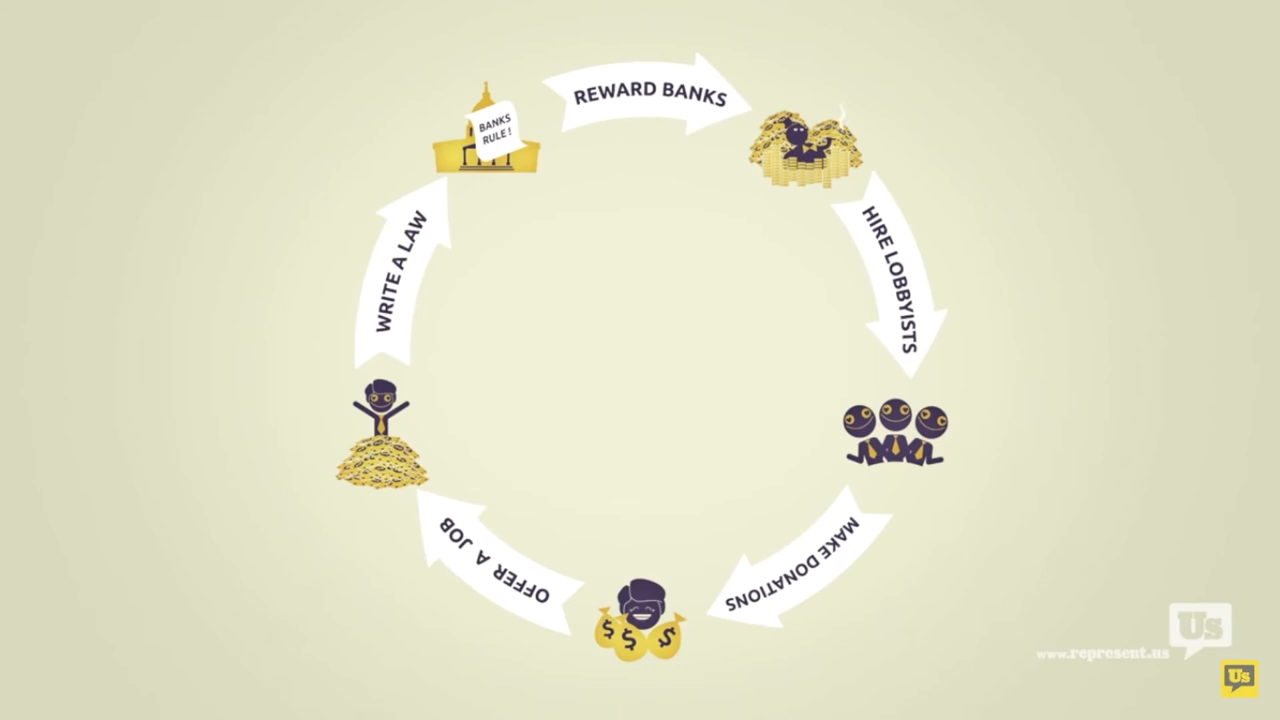 REWARD BANKS
BANKS
RULE!
HIRE LOBBYISTS
WRITE A LAW
MAKE DONATIONS
OFFER A JOB
$ $ $
Us
www.represent.us
Us